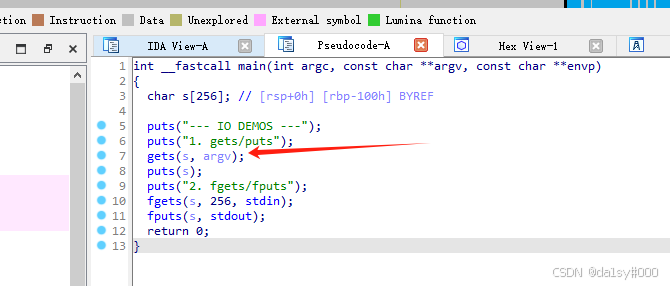 ction Instruction Data Unexplored External symbol Lumina function
IDA View-A Pseudocode-A Hex View-1 A
1 int __fastcall main(int argc, const char **argv, const char **envp)
2 {
3 char s[256]; // [rsp+0h] [rbp-100h] BYREF
4
5 puts("--- IO DEMOS ---");
6 puts("1. gets/puts");
7 gets(s, argv);
8 puts(s);
9 puts("2. fgets/fputs");
10 fgets(s, 256, stdin);
11 fputs(s, stdout);
12 return 0;
13 }
CSDN @daisy#000